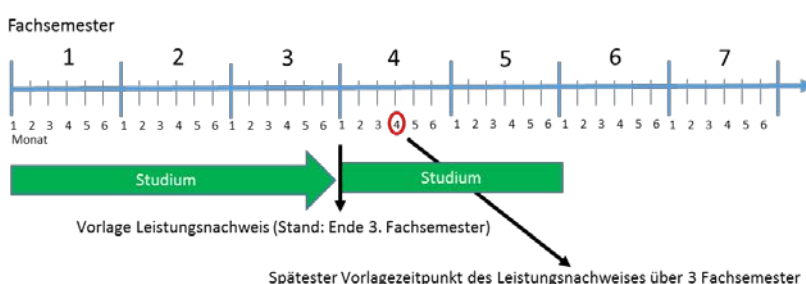 Fachsemester
1 2 3 4 5 6 7
1 2 3 4 5 6 1 2 3 4 5 6 1 2 3 4 5 6 1 2 3 4 5 6 1 2 3 4 5 6 1 2 3 4 5 6 1 2 3 4 5 6
Monat
Studium Studium
Vorlage Leistungsnachweis (Stand: Ende 3. Fachsemester)
Spätester Vorlagezeitpunkt des Leistungsnachweises über 3 Fachsemester